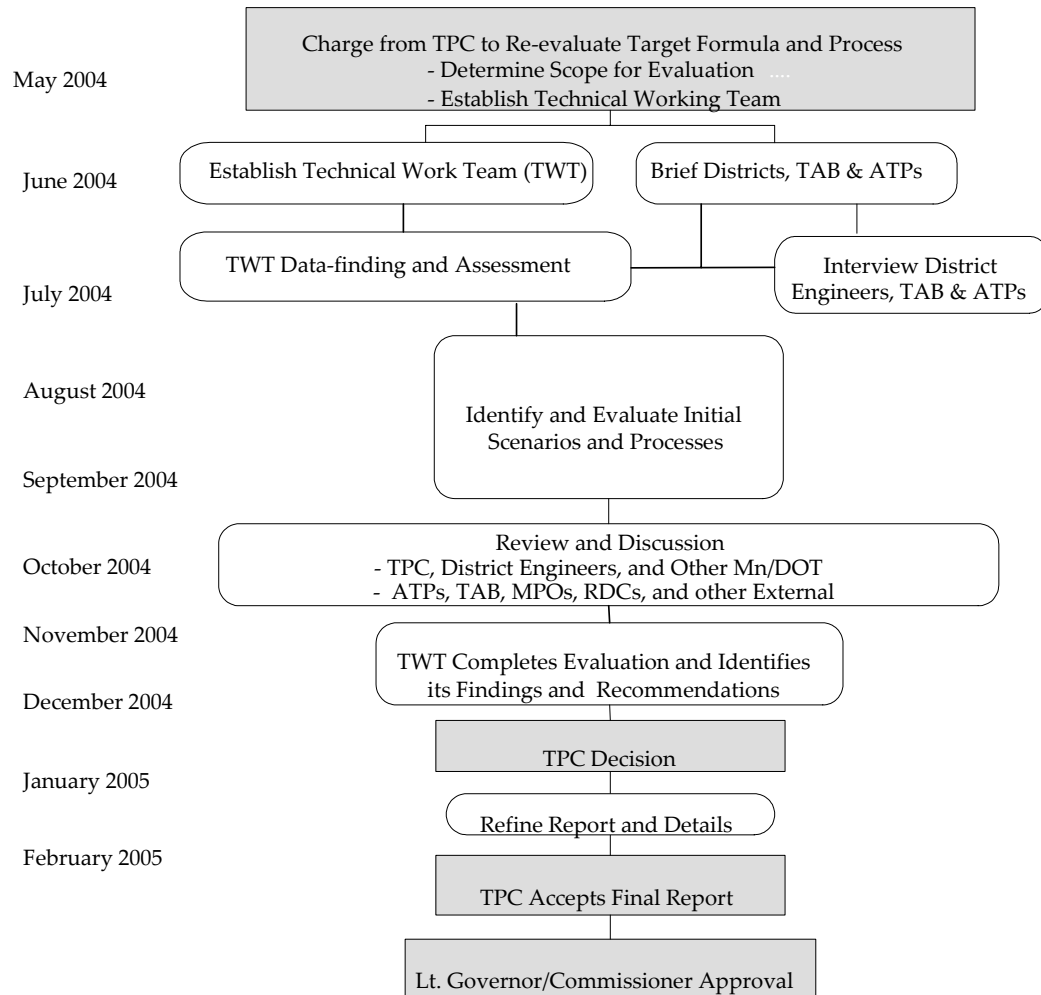 Charge from TPC to Re-evaluate Target Formula and Process
- Determine Scope for Evaluation ....
- Establish Technical Working Team
May 2004
June 2004
Establish Technical Work Team (TWT)
Brief Districts, TAB & ATPs
TWT Data-finding and Assessment
Interview District
Engineers, TAB & ATPs
July 2004
August 2004
Identify and Evaluate Initial
Scenarios and Processes
September 2004
October 2004
Review and Discussion
- TPC, District Engineers, and Other Mn/DOT
- ATPs, TAB, MPOs, RDCs, and other External
November 2004
TWT Completes Evaluation and Identifies
its Findings and Recommendations
December 2004
TPC Decision
January 2005
Refine Report and Details
February 2005
TPC Accepts Final Report
Lt. Governor/Commissioner Approval